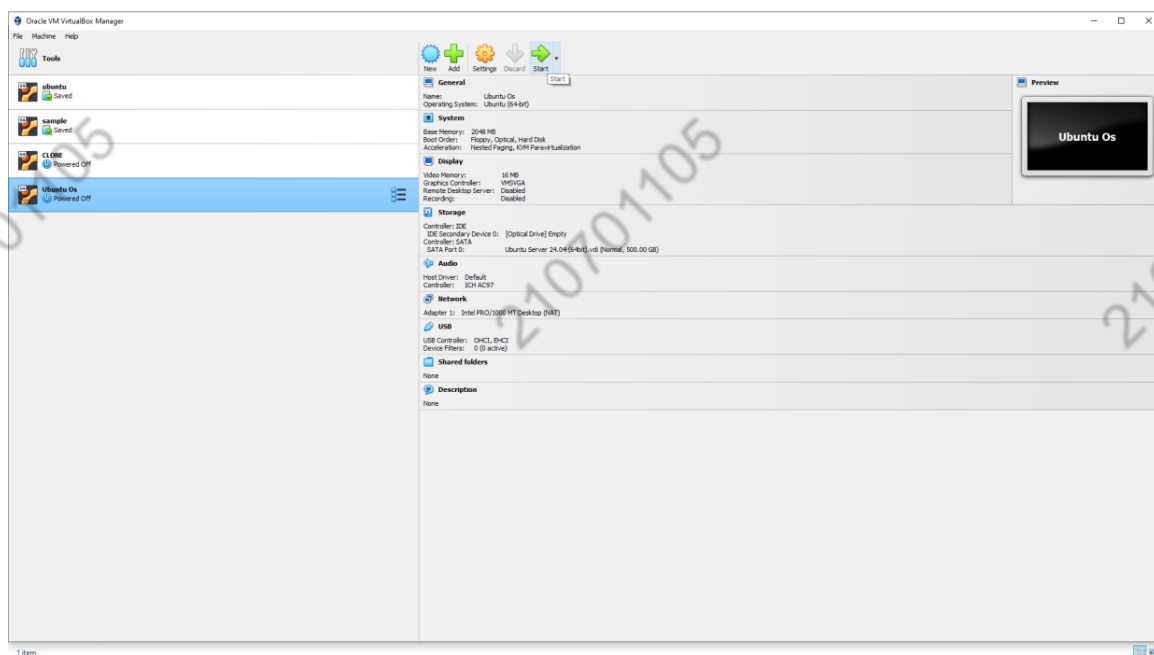 Oracle VM VirtualBox Manager
File Machine Help
Tools
New Add Settings Discard Start
Start
ubuntu
Saved
sample
Saved
CLONE
Powered Off
Ubuntu Os
Powered Off
General
Name: Ubuntu Os
Operating System: Ubuntu (64-bit)
System
Base Memory: 2048 MB
Boot Order: Floppy, Optical, Hard Disk
Acceleration: Nested Paging, KVM Paravirtualization
Display
Video Memory: 16 MB
Graphics Controller: VMSVGA
Remote Desktop Server: Disabled
Recording: Disabled
Storage
Controller: IDE
IDE Secondary Device 0: [Optical Drive] Empty
Controller: SATA
SATA Port 0: Ubuntu Server 24.04 (64bit).vdi (Normal, 500.00 GB)
Audio
Host Driver: Default
Controller: ICH AC97
Network
Adapter 1: Intel PRO/1000 MT Desktop (NAT)
USB
USB Controller: OHCI, EHCI
Device Filters: 0 (0 active)
Shared folders
None
Description
None
Preview
Ubuntu Os
01105
210701105
210
1 item